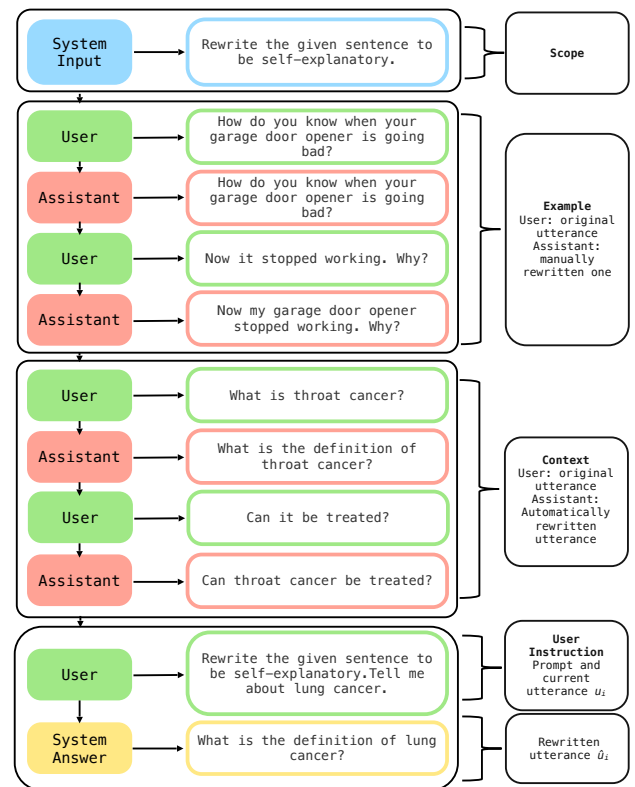 System
Input
Rewrite the given sentence to
be self-explanatory.
Scope
User
How do you know when your
garage door opener is going
bad?
Assistant
How do you know when your
garage door opener is going
bad?
User
Now it stopped working. Why?
Assistant
Now my garage door opener
stopped working. Why?
Example
User: original
utterance
Assistant:
manually
rewritten one
User
What is throat cancer?
Assistant
What is the definition of
throat cancer?
User
Can it be treated?
Assistant
Can throat cancer be treated?
Context
User: original
utterance
Assistant:
Automatically
rewritten
utterance
User
Rewrite the given sentence to
be self-explanatory.Tell me
about lung cancer.
User
Instruction
Prompt and
current
utterance uᵢ
System
Answer
What is the definition of lung
cancer?
Rewritten
utterance ûᵢ